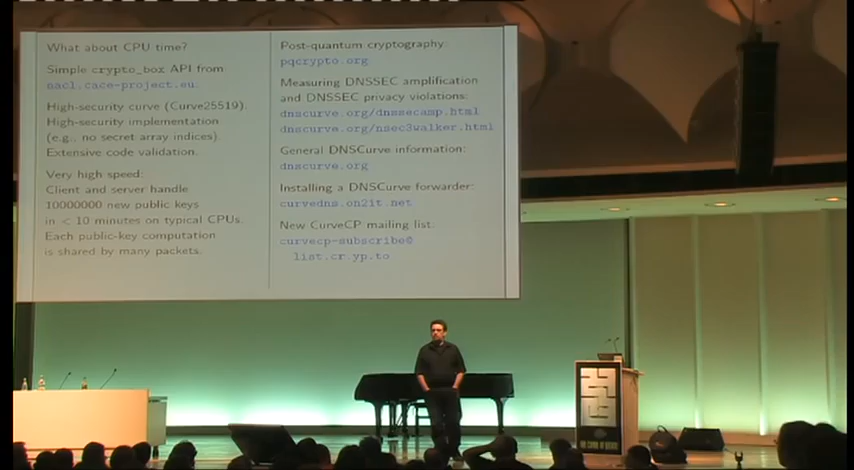 What about CPU time?
Simple crypto_box API from
nacl.cace-project.eu.
High-security curve (Curve25519).
High-security implementation
(e.g., no secret array indices).
Extensive code validation.
Very high speed:
Client and server handle
10000000 new public keys
in < 10 minutes on typical CPUs.
Each public-key computation
is shared by many packets.
Post-quantum cryptography:
pqcrypto.org
Measuring DNSSEC amplification
and DNSSEC privacy violations:
dnscurve.org/dnssecamp.html
dnscurve.org/nsec3walker.html
General DNSCurve information:
dnscurve.org
Installing a DNSCurve forwarder:
curvedns.on2it.net
New CurveCP mailing list:
curvecp-subscribe@
list.cr.yp.to